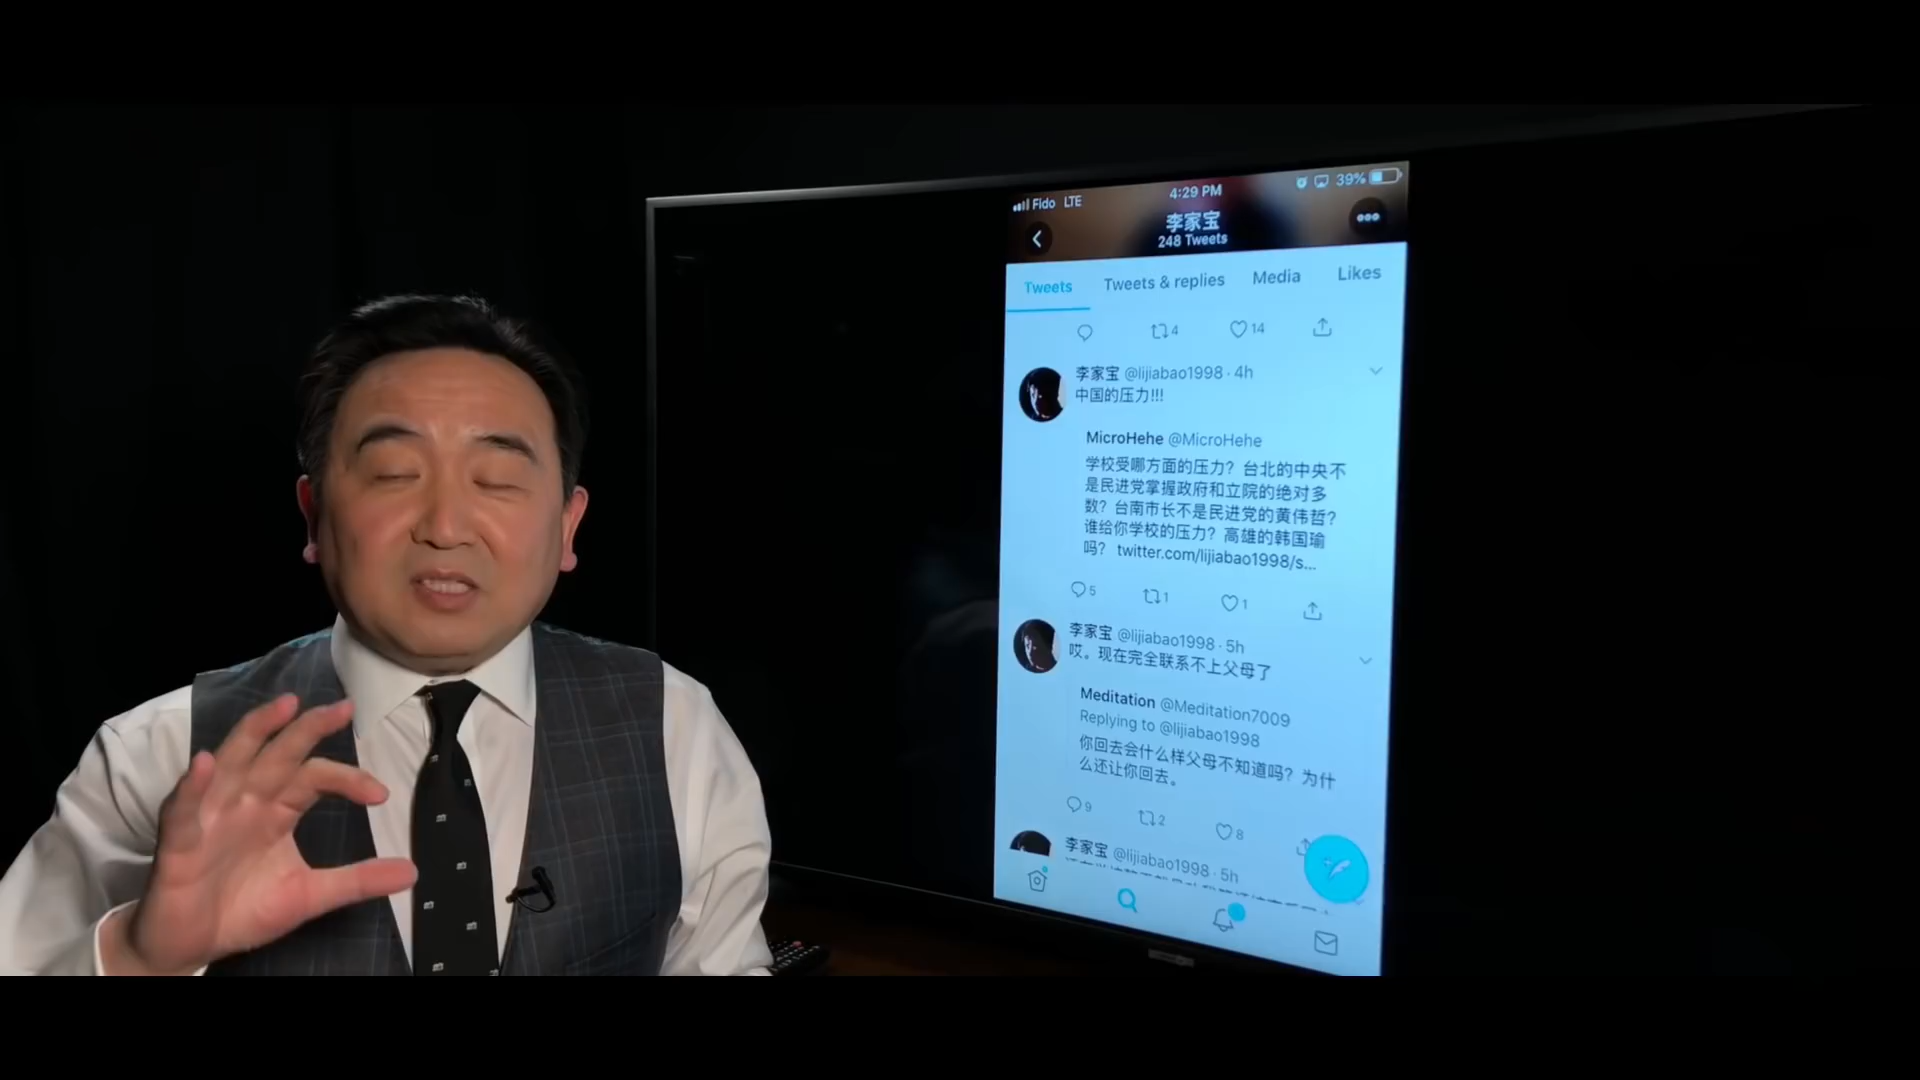 Fido LTE
4:29 PM
39%
李家宝
248 Tweets
Tweets
Tweets & replies
Media
Likes
4
14
李家宝 @lijiabao1998 · 4h
中国的压力!!!
MicroHehe @MicroHehe
学校受哪方面的压力？台北的中央不
是民进党掌握政府和立院的绝对多
数？台南市长不是民进党的黄伟哲？
谁给你学校的压力？高雄的韩国瑜
吗？ twitter.com/lijiabao1998/s...
5
1
1
李家宝 @lijiabao1998 · 5h
哎。现在完全联系不上父母了
Meditation @Meditation7009
Replying to @lijiabao1998
你回去会什么样父母不知道吗？为什
么还让你回去。
9
2
8
李家宝 @lijiabao1998 · 5h